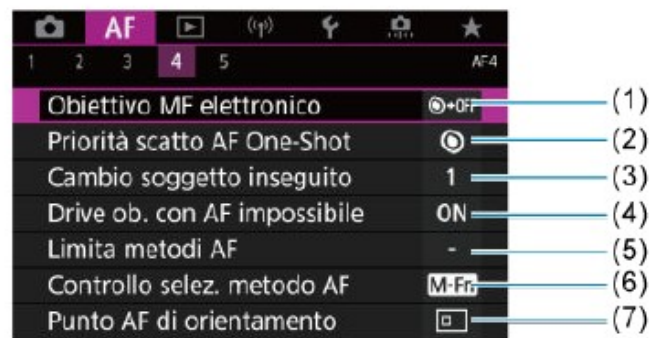 AF
1 2 3 4 5 AF4
Obiettivo MF elettronico ⊚→OFF (1)
Priorità scatto AF One-Shot (2)
Cambio soggetto inseguito 1 (3)
Drive ob. con AF impossibile ON (4)
Limita metodi AF - (5)
Controllo selez. metodo AF M-Fn (6)
Punto AF di orientamento (7)